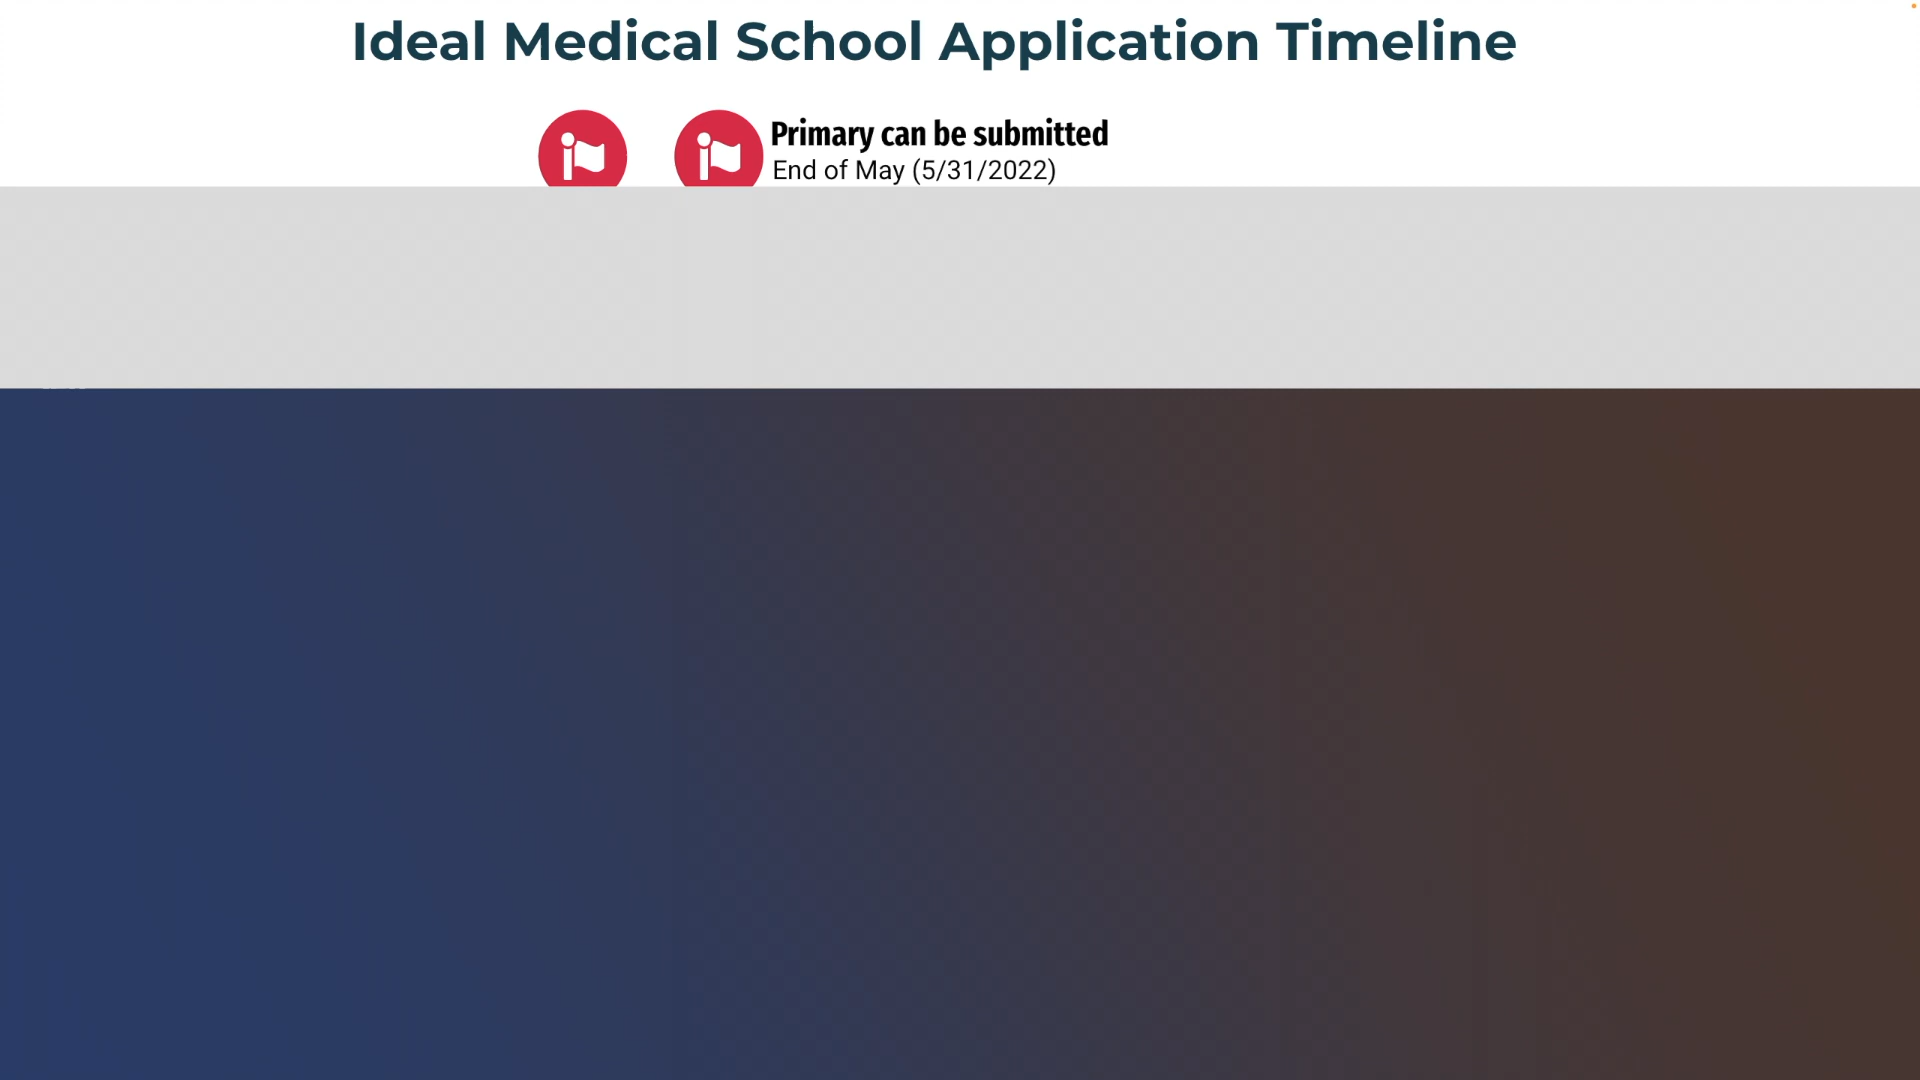 Ideal Medical School Application Timeline
Primary can be submitted
End of May (5/31/2022)